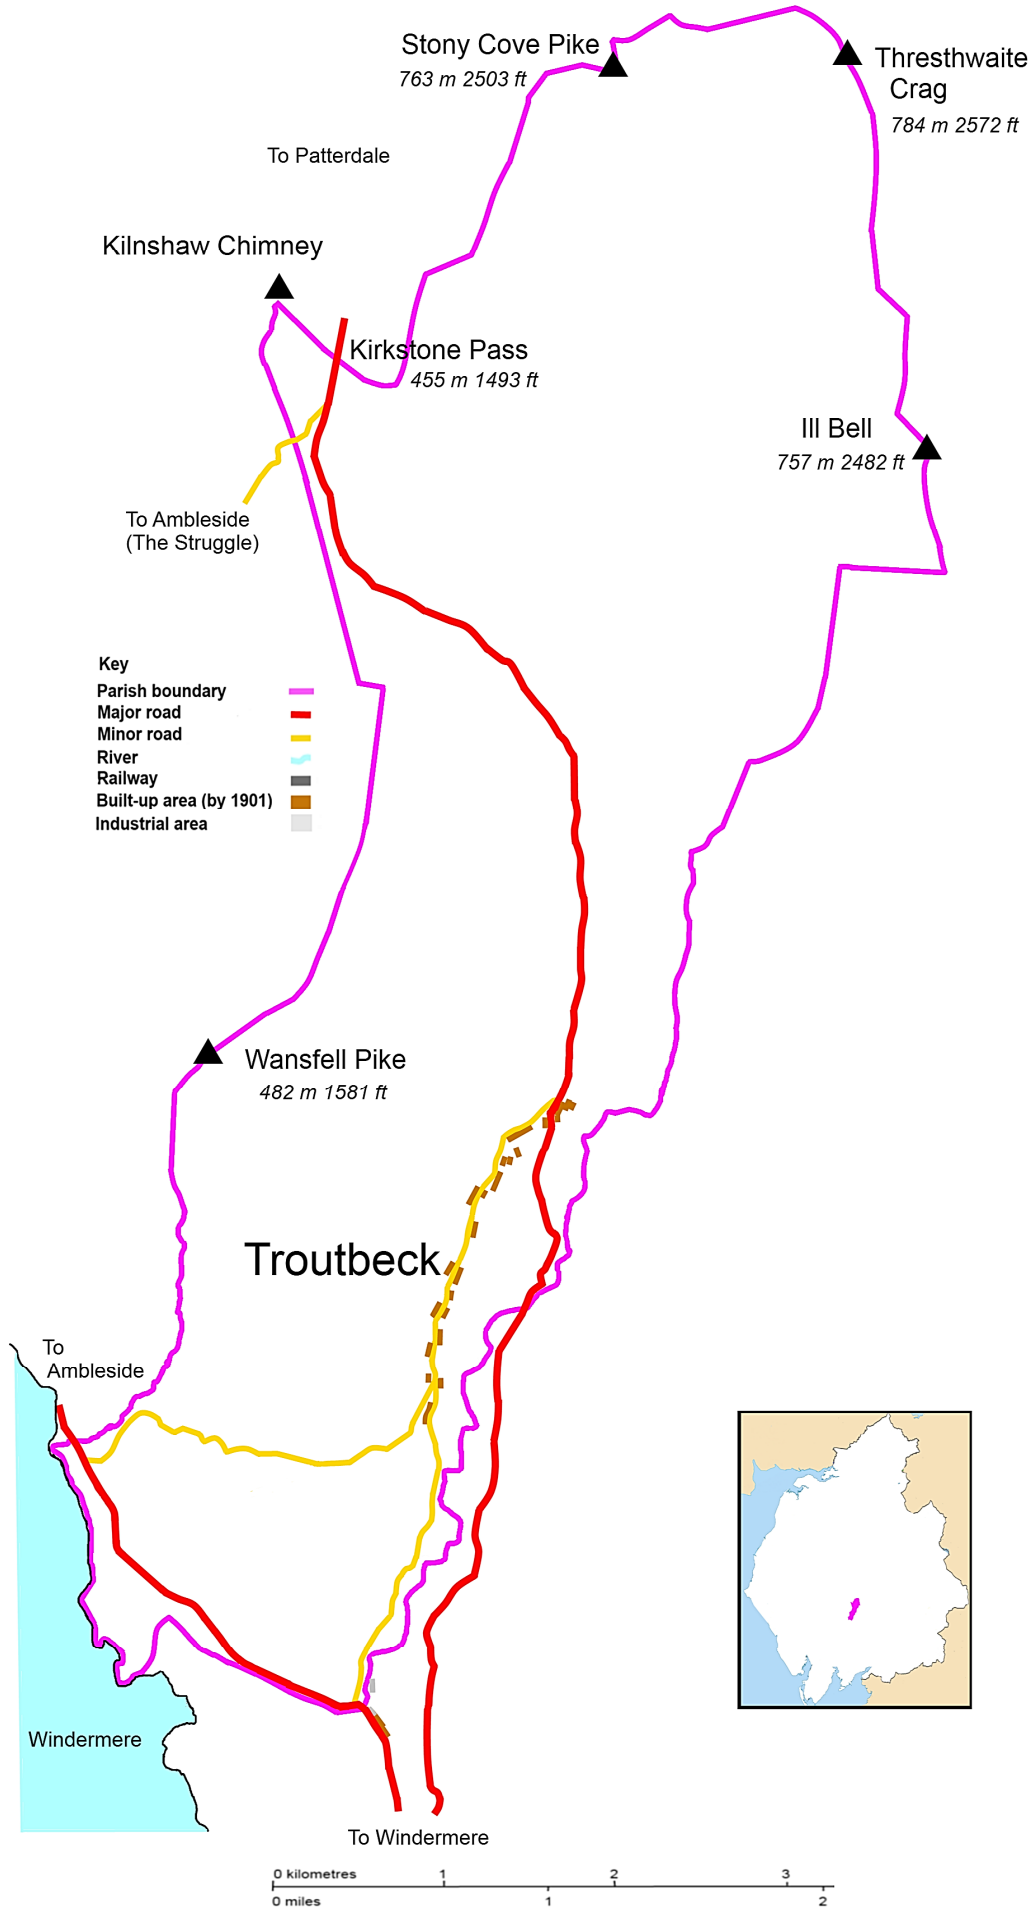 Stony Cove Pike
763 m 2503 ft
Thresthwaite
Crag
784 m 2572 ft
To Patterdale
Kilnshaw Chimney
Kirkstone Pass
455 m 1493 ft
Ill Bell
757 m 2482 ft
To Ambleside
(The Struggle)
Key
Parish boundary
Major road
Minor road
River
Railway
Built-up area (by 1901)
Industrial area
Wansfell Pike
482 m 1581 ft
Troutbeck
To
Ambleside
Windermere
To Windermere
0 kilometres 1 2 3
0 miles 1 2